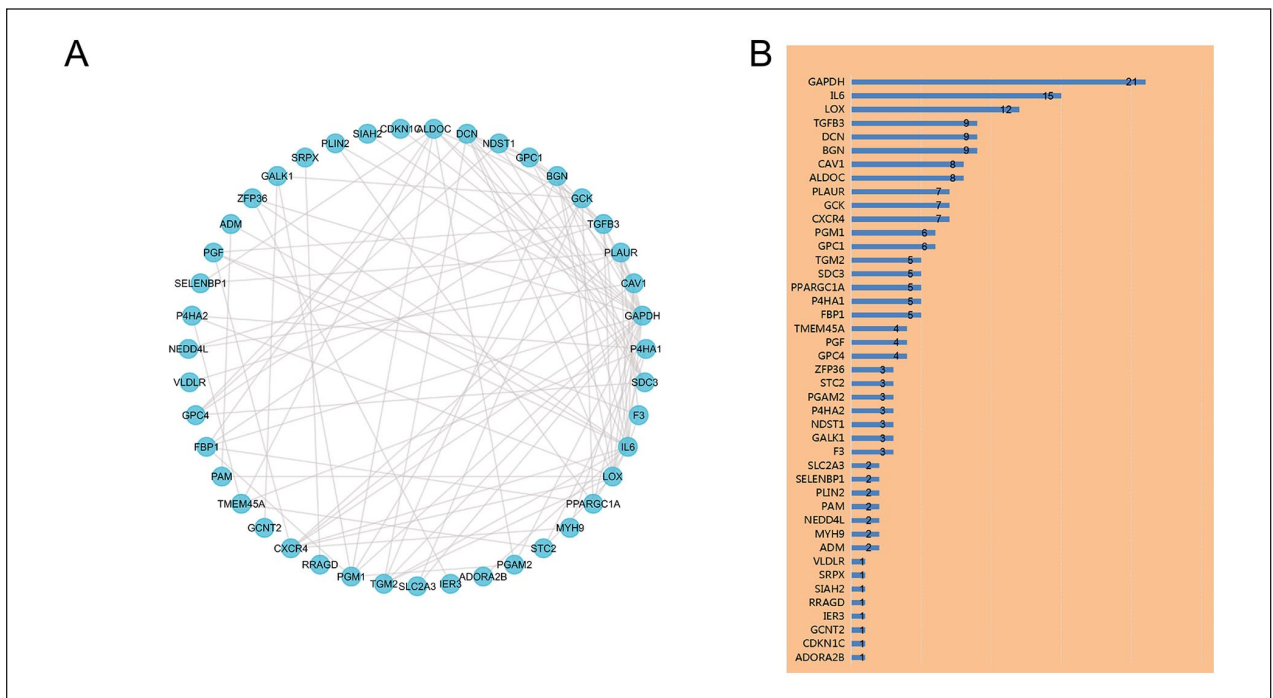 A
SIAH2
CDKN1C
ALDOC
DCN
NDST1
GPC1
BGN
GCK
TGFB3
PLAUR
CAV1
GAPDH
P4HA1
SDC3
F3
IL6
LOX
PPARGC1A
MYH9
STC2
PGAM2
ADORA2B
IER3
SLC2A3
TGM2
PGM1
RRAGD
CXCR4
GCNT2
TMEM45A
PAM
FBP1
GPC4
VLDLR
NEDD4L
P4HA2
SELENBP1
PGF
ADM
ZFP36
GALK1
SRPX
PLIN2
B
GAPDH 21
IL6 15
LOX 12
TGFB3 9
DCN 9
BGN 9
CAV1 8
ALDOC 8
PLAUR 7
GCK 7
CXCR4 7
PGM1 6
GPC1 6
TGM2 5
SDC3 5
PPARGC1A 5
P4HA1 5
FBP1 5
TMEM45A 4
PGF 4
GPC4 4
ZFP36 3
STC2 3
PGAM2 3
P4HA2 3
NDST1 3
GALK1 3
F3 3
SLC2A3 2
SELENBP1 2
PLIN2 2
PAM 2
NEDD4L 2
MYH9 2
ADM 2
VLDLR 1
SRPX 1
SIAH2 1
RRAGD 1
IER3 1
GCNT2 1
CDKN1C 1
ADORA2B 1